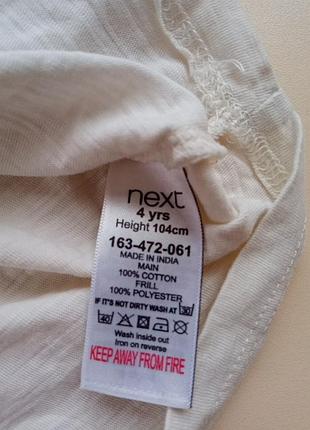 next
4 yrs
Height 104cm
163-472-061
MADE IN INDIA
MAIN
100% COTTON
FRILL
100% POLYESTER
IF IT'S NOT DIRTY WASH AT 30
40
Wash inside out
Iron on reverse
KEEP AWAY FROM FIRE